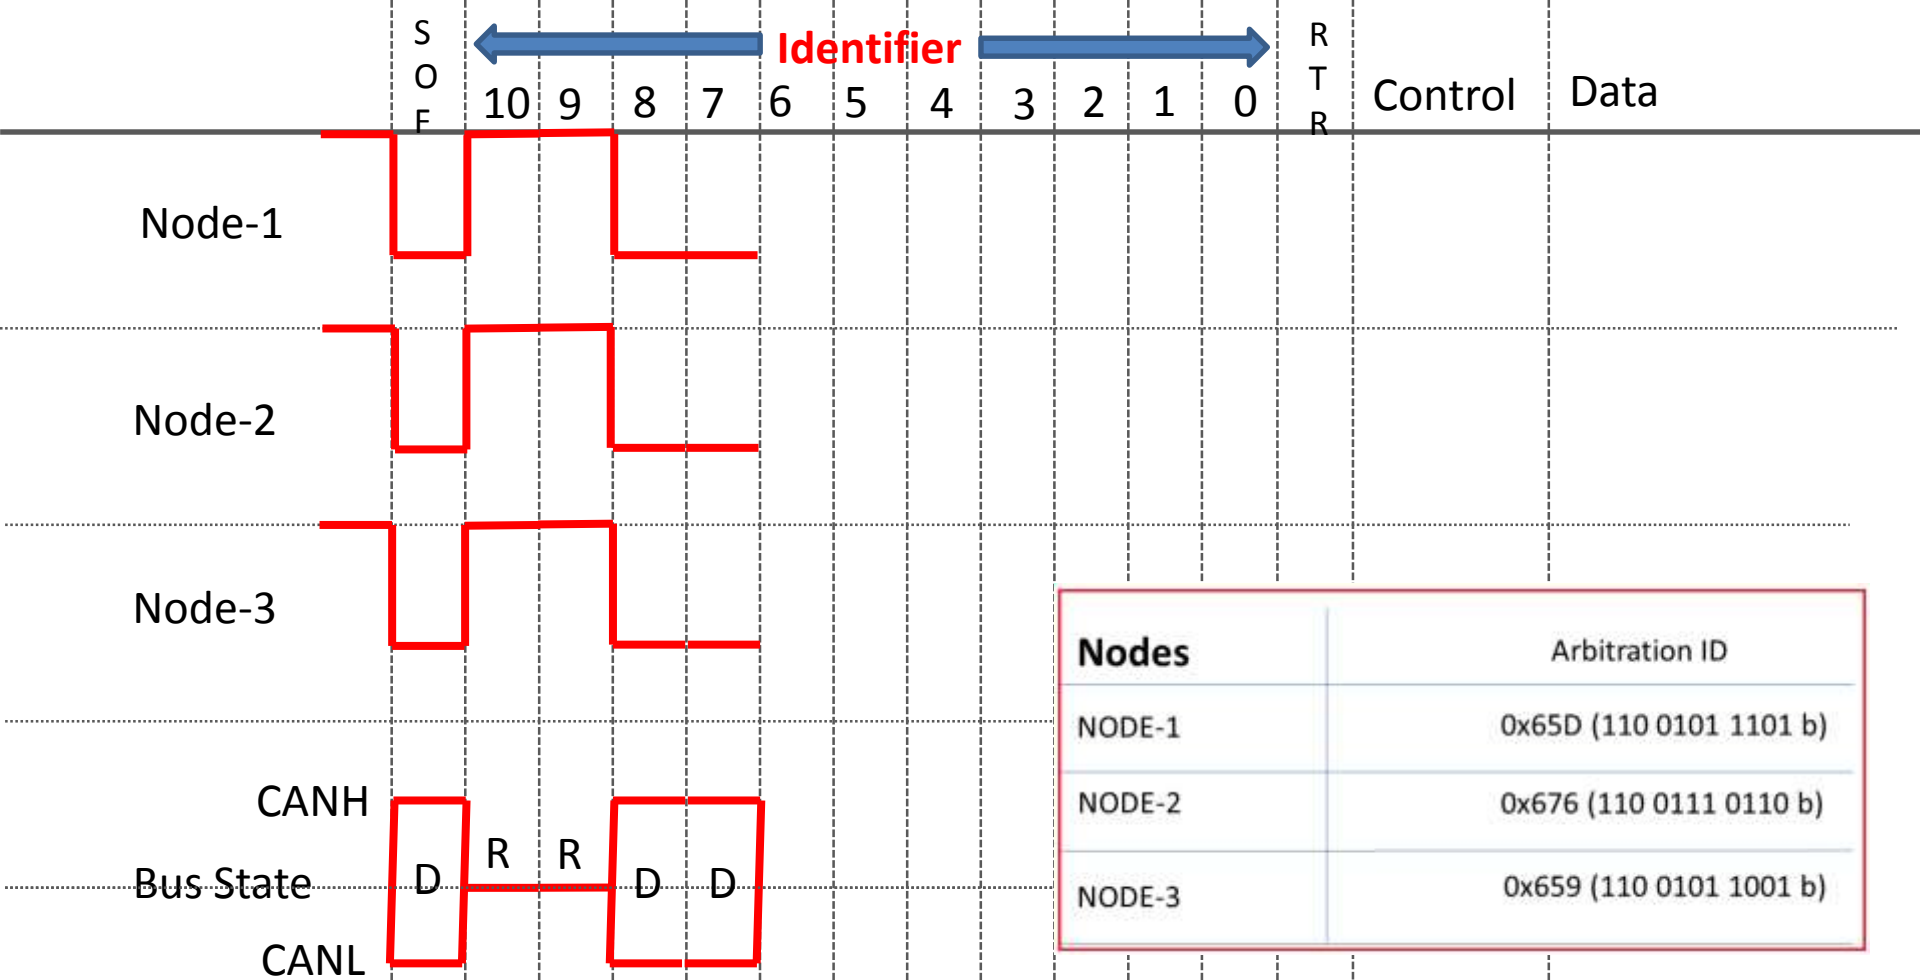 SOF
Identifier
RTR
10 9 8 7 6 5 4 3 2 1 0
Control
Data
Node-1
Node-2
Node-3
Nodes Arbitration ID
NODE-1 0x65D (110 0101 1101 b)
NODE-2 0x676 (110 0111 0110 b)
NODE-3 0x659 (110 0101 1001 b)
CANH
Bus State
D R R D D
CANL